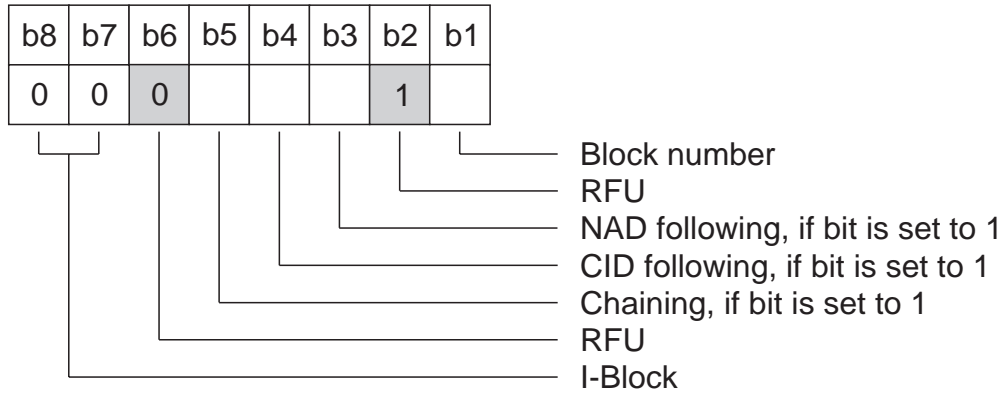 b8 b7 b6 b5 b4 b3 b2 b1
0 0 0 1
Block number
RFU
NAD following, if bit is set to 1
CID following, if bit is set to 1
Chaining, if bit is set to 1
RFU
I-Block